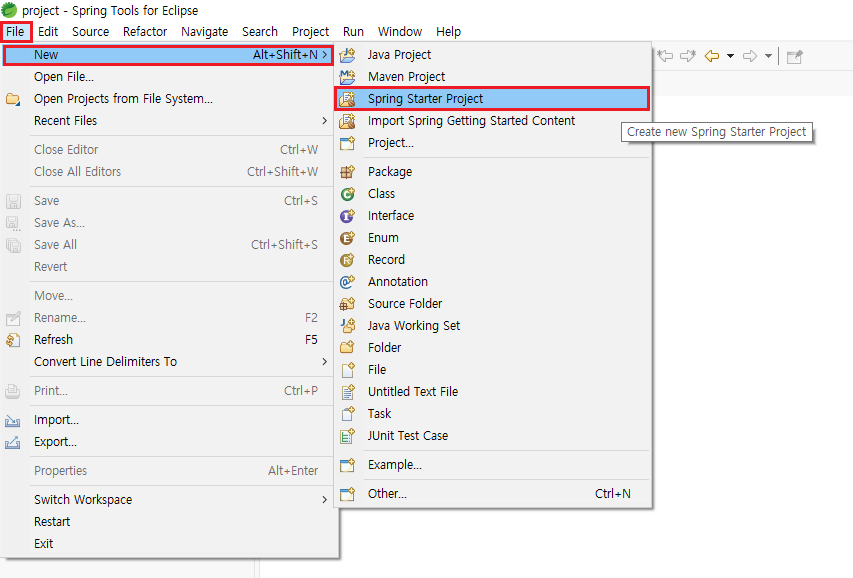 project - Spring Tools for Eclipse
File Edit Source Refactor Navigate Search Project Run Window Help
New Alt+Shift+N
Open File...
Open Projects from File System...
Recent Files
Close Editor Ctrl+W
Close All Editors Ctrl+Shift+W
Save Ctrl+S
Save As...
Save All Ctrl+Shift+S
Revert
Move...
Rename... F2
Refresh F5
Convert Line Delimiters To
Print... Ctrl+P
Import...
Export...
Properties Alt+Enter
Switch Workspace
Restart
Exit
Java Project
Maven Project
Spring Starter Project
Import Spring Getting Started Content
Project...
Package
Class
Interface
Enum
Record
Annotation
Source Folder
Java Working Set
Folder
File
Untitled Text File
Task
JUnit Test Case
Example...
Other... Ctrl+N
Create new Spring Starter Project